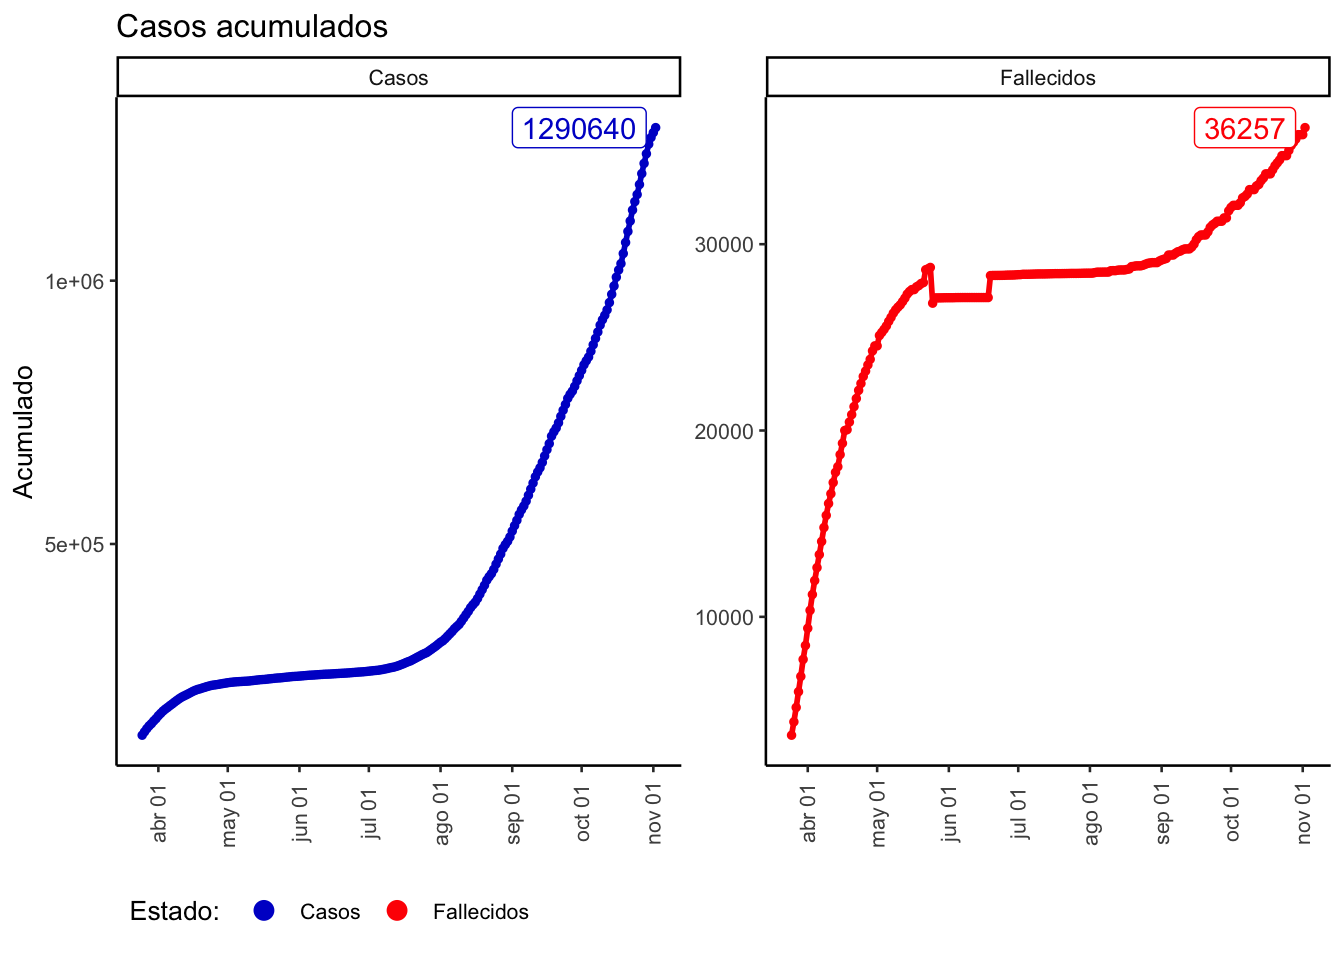 Casos acumulados
Casos
Fallecidos
1290640
36257
Acumulado
1e+06
5e+05
30000
20000
10000
abr 01
may 01
jun 01
jul 01
ago 01
sep 01
oct 01
nov 01
abr 01
may 01
jun 01
jul 01
ago 01
sep 01
oct 01
nov 01
Estado: Casos Fallecidos